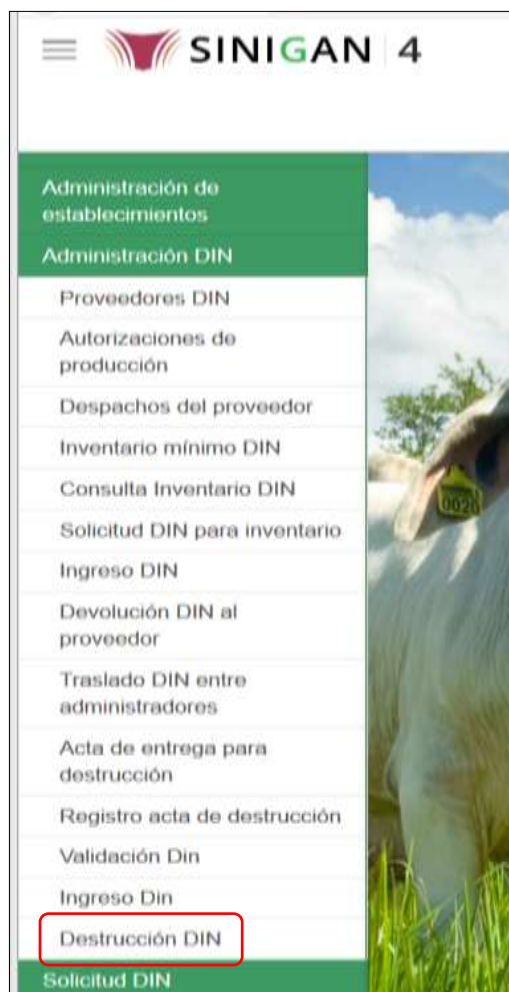 SINIGAN 4
Administración de
establecimientos
Administración DIN
Proveedores DIN
Autorizaciones de
producción
Despachos del proveedor
Inventario mínimo DIN
Consulta Inventario DIN
0026
Solicitud DIN para inventario
Ingreso DIN
Devolución DIN al
proveedor
Traslado DIN entre
administradores
Acta de entrega para
destrucción
Registro acta de destrucción
Validación Din
Ingreso Din
Destrucción DIN
Solicitud DIN